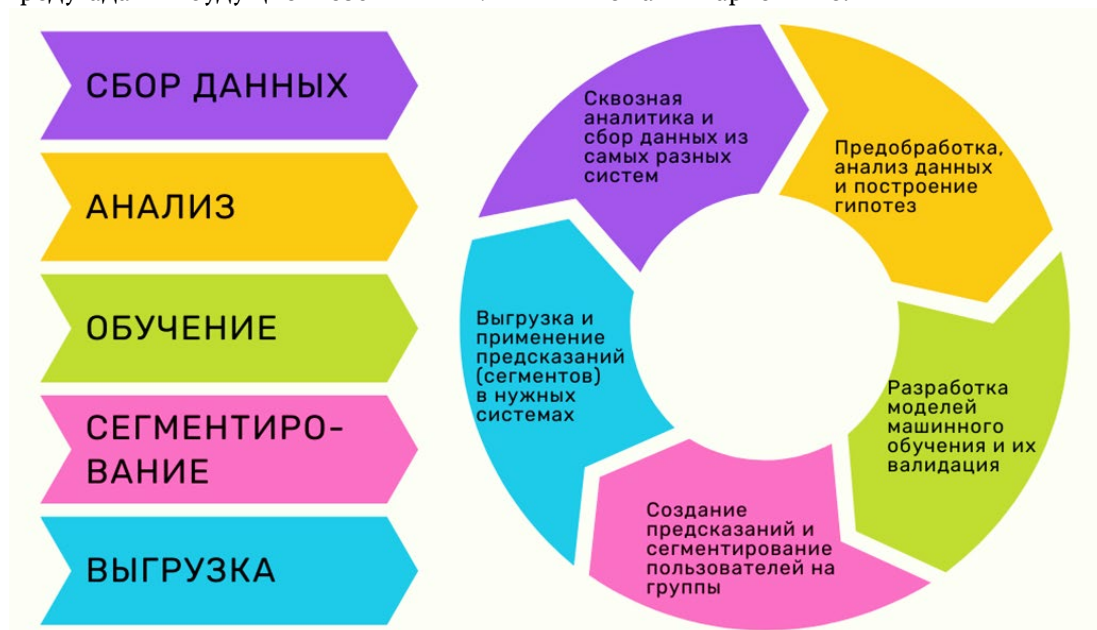 СБОР ДАННЫХ
АНАЛИЗ
ОБУЧЕНИЕ
СЕГМЕНТИРО-
ВАНИЕ
ВЫГРУЗКА
Сквозная
аналитика и
сбор данных из
самых разных
систем
Предобработка,
анализ данных
и построение
гипотез
Разработка
моделей
машинного
обучения и их
валидация
Создание
предсказаний и
сегментирование
пользователей на
группы
Выгрузка и
применение
предсказаний
(сегментов)
в нужных
системах